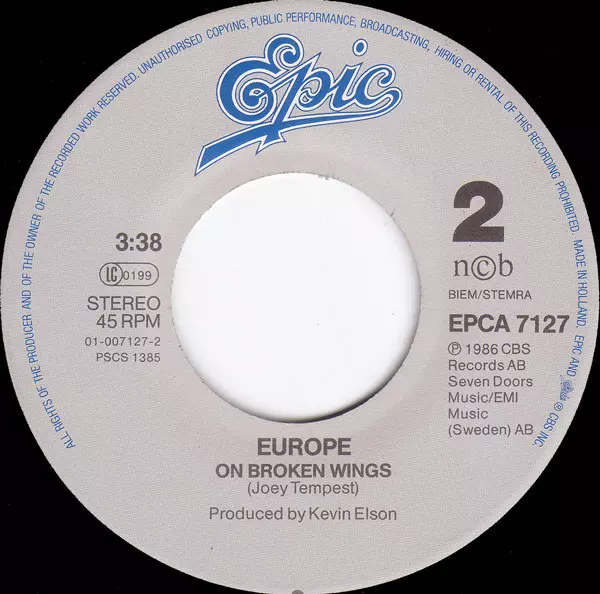 ALL RIGHTS OF THE PRODUCER AND OF THE OWNER OF THE RECORDED WORK RESERVED. UNAUTHORISED COPYING, PUBLIC PERFORMANCE, BROADCASTING, HIRING OR RENTAL OF THIS RECORDING PROHIBITED. MADE IN HOLLAND. EPIC AND Epic ® CBS INC.
Epic
2
3:38
LC 0199
STEREO
45 RPM
01-007127-2
PSCS 1385
n©b
BIEM/STEMRA
EPCA 7127
℗ 1986 CBS
Records AB
Seven Doors
Music/EMI
Music
(Sweden) AB
EUROPE
ON BROKEN WINGS
(Joey Tempest)
Produced by Kevin Elson